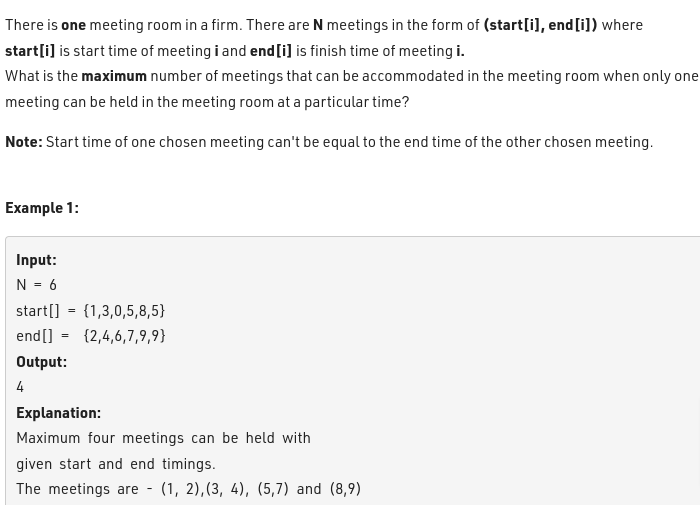 There is one meeting room in a firm. There are N meetings in the form of (start[i], end[i]) where
start[i] is start time of meeting i and end[i] is finish time of meeting i.
What is the maximum number of meetings that can be accommodated in the meeting room when only one
meeting can be held in the meeting room at a particular time?
Note: Start time of one chosen meeting can't be equal to the end time of the other chosen meeting.
Example 1:
Input:
N = 6
start[] = {1,3,0,5,8,5}
end[] = {2,4,6,7,9,9}
Output:
4
Explanation:
Maximum four meetings can be held with
given start and end timings.
The meetings are - (1, 2),(3, 4), (5,7) and (8,9)